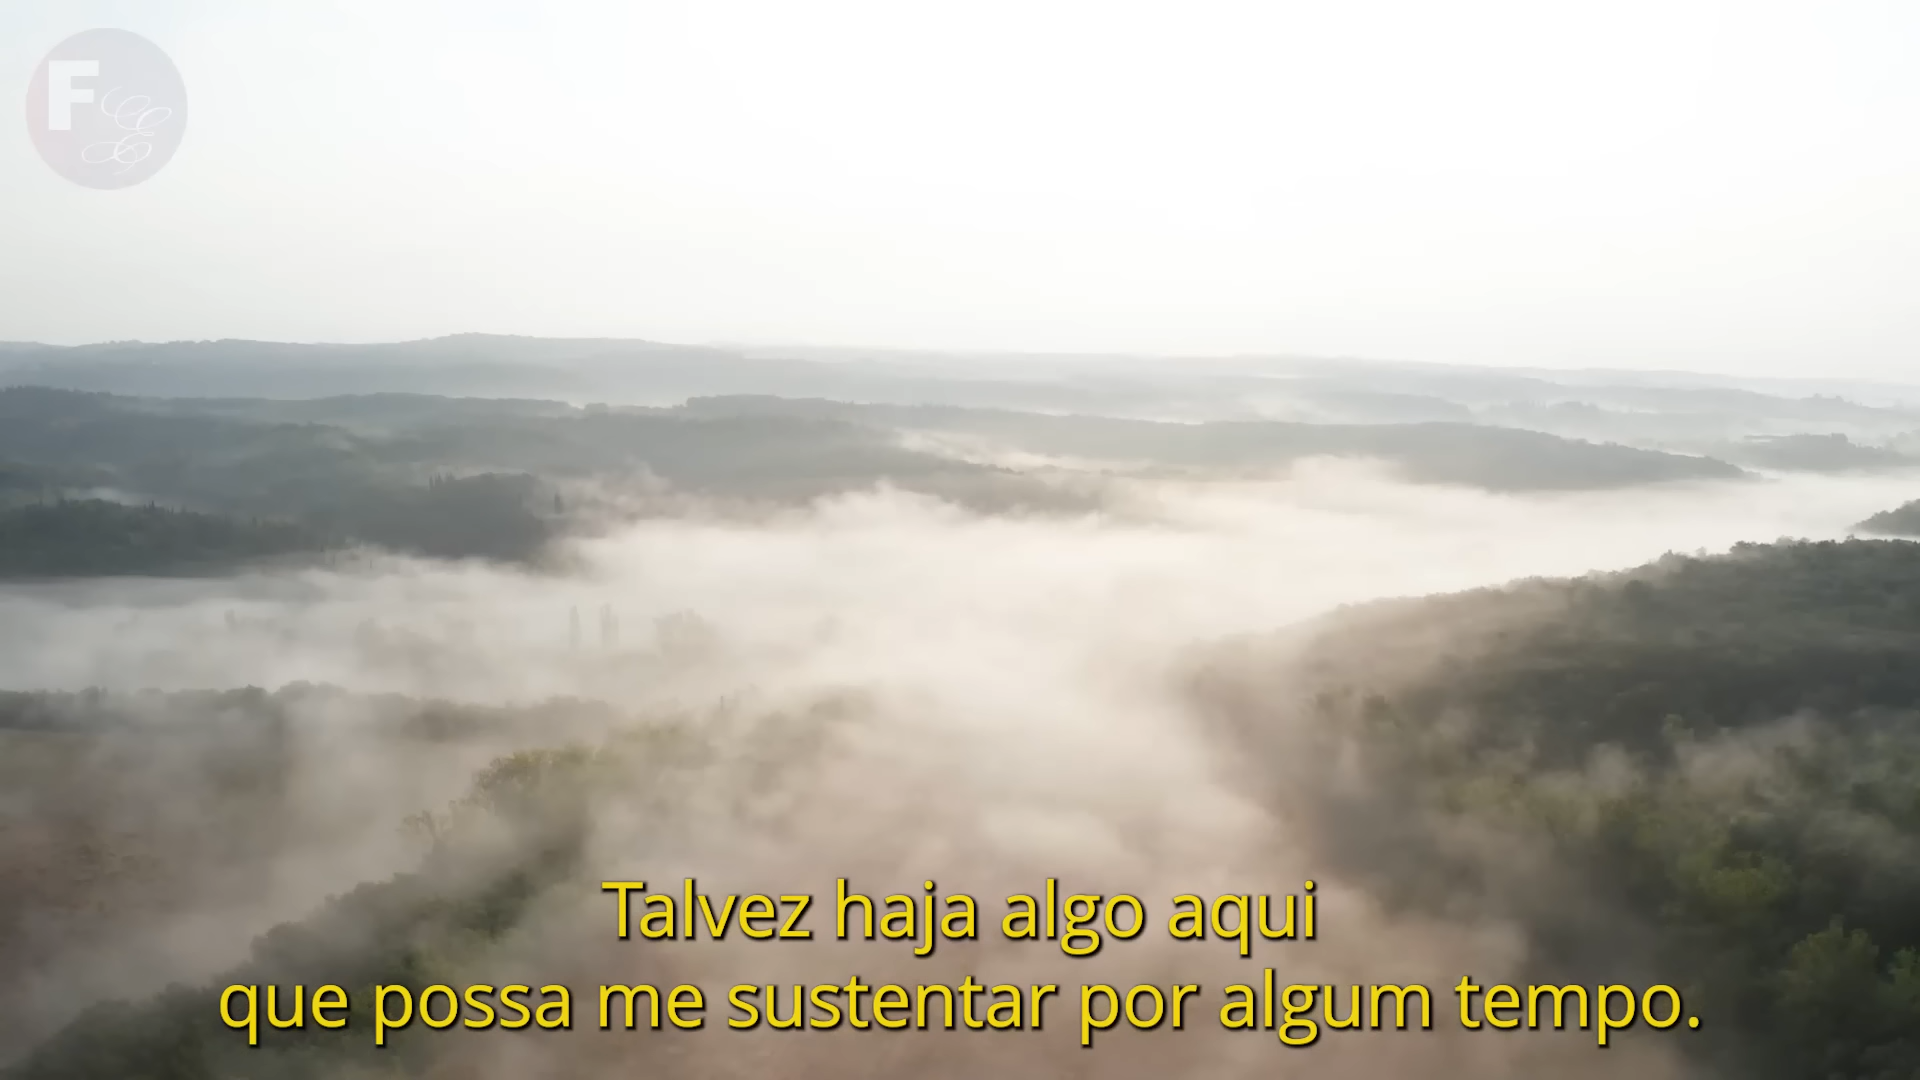 F
Talvez haja algo aqui
que possa me sustentar por algum tempo.